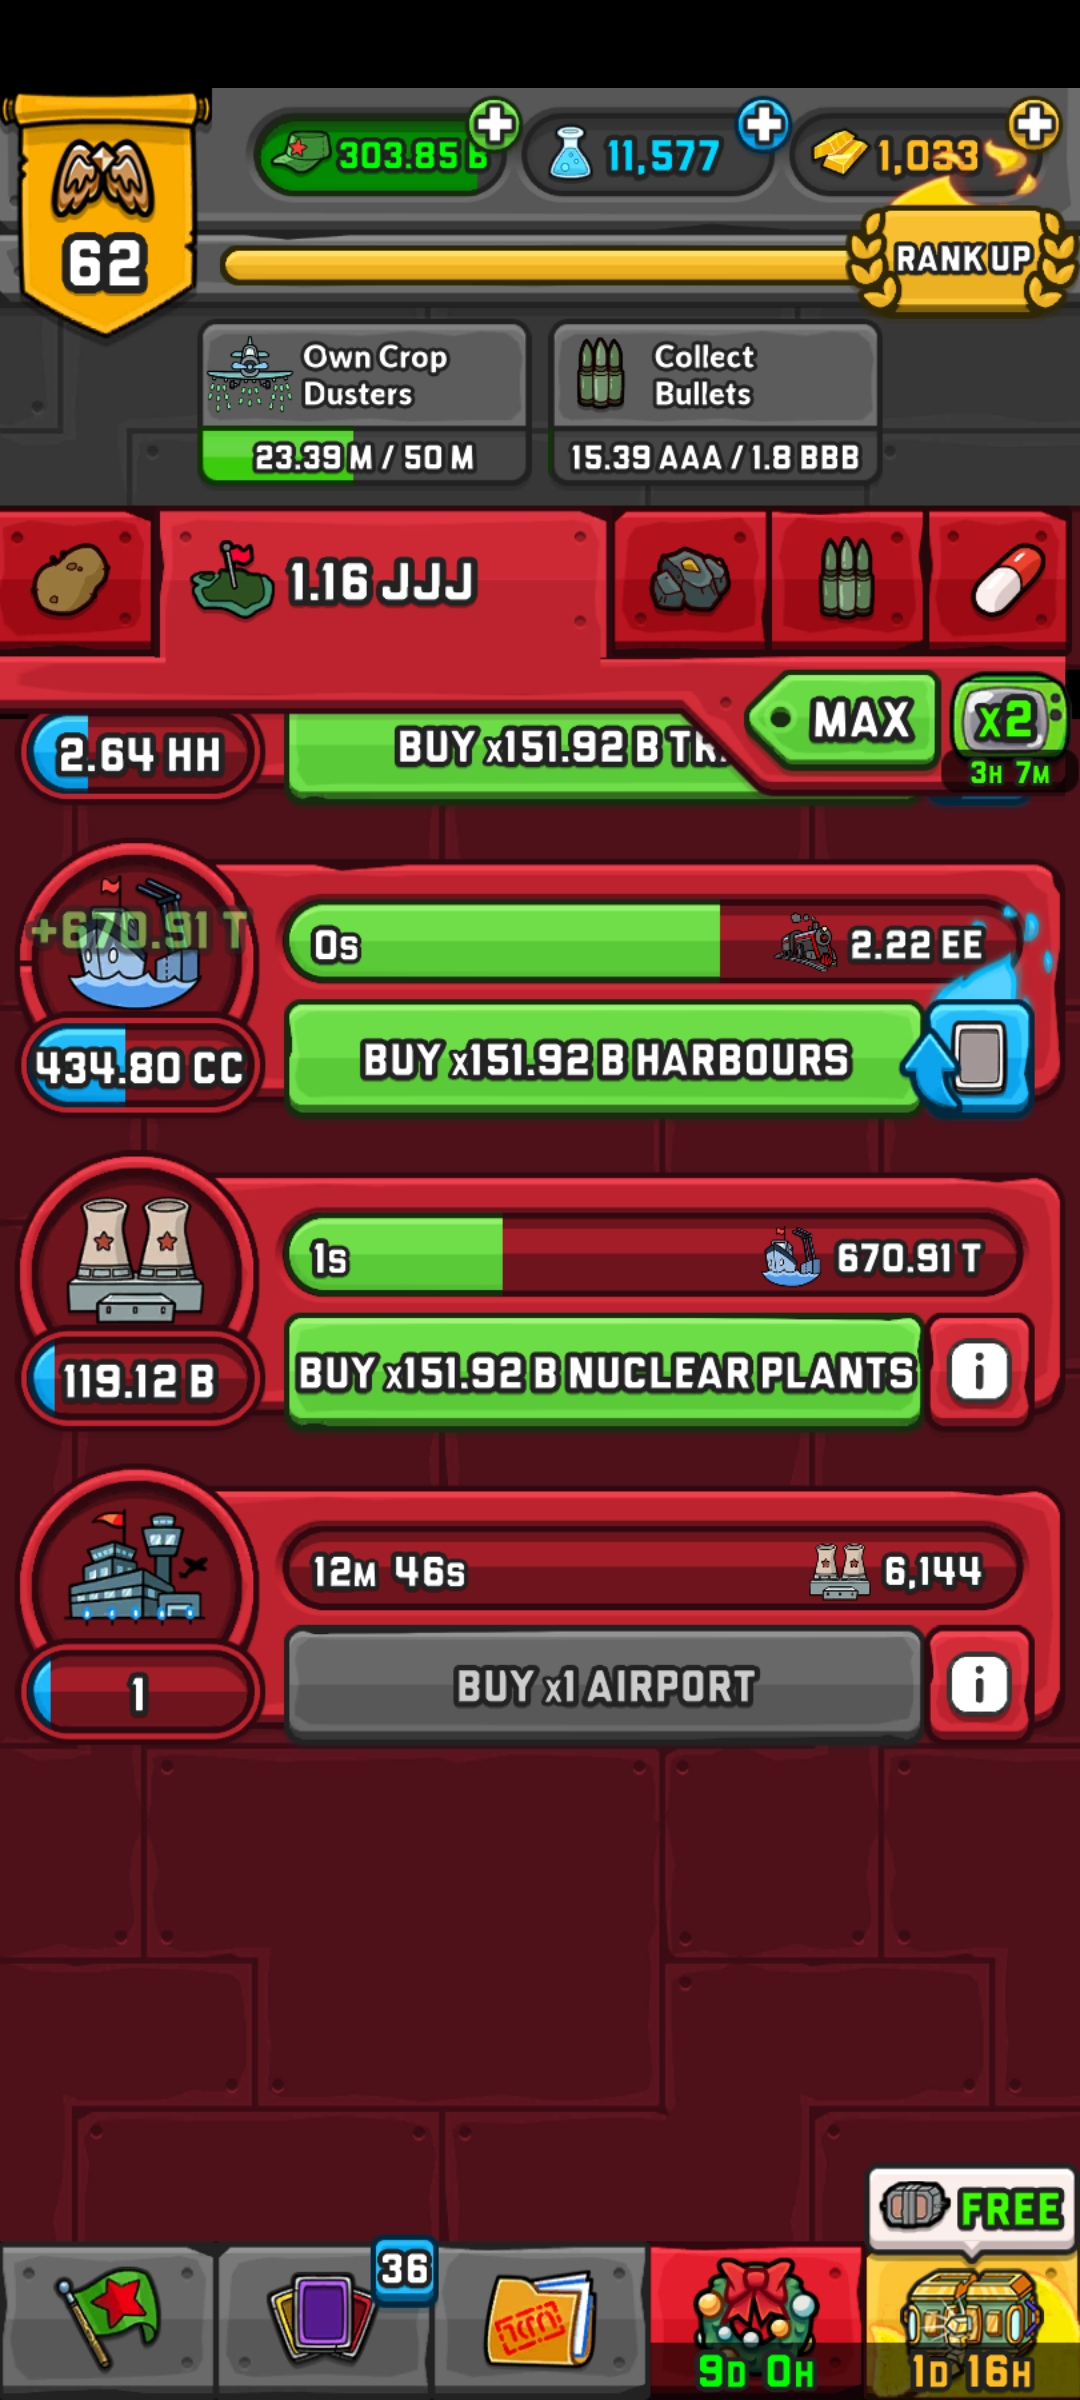 303.85 B
11,577
1,033
62
RANK UP
Own Crop
Dusters
23.39 M / 50 M
Collect
Bullets
15.39 AAA / 1.8 BBB
1.16 JJJ
MAX
x2
3H 7M
2.64 HH
BUY x151.92 B
+670.91 T
0s
2.22 EE
434.80 CC
BUY x151.92 B HARBOURS
1s
670.91 T
119.12 B
BUY x151.92 B NUCLEAR PLANTS
i
12M 46s
6,144
1
BUY x1 AIRPORT
i
FREE
36
9D 0H
1D 16H